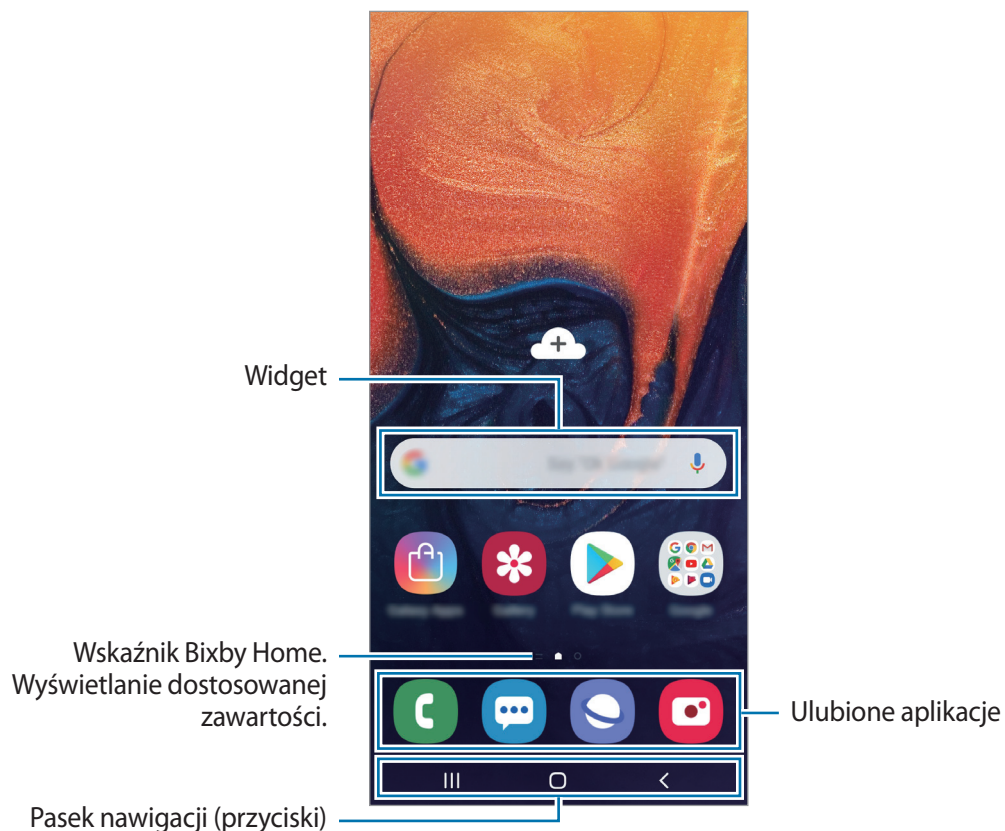 Widget
Wskaźnik Bixby Home.
Wyświetlanie dostosowanej
zawartości.
Ulubione aplikacje
Pasek nawigacji (przyciski)